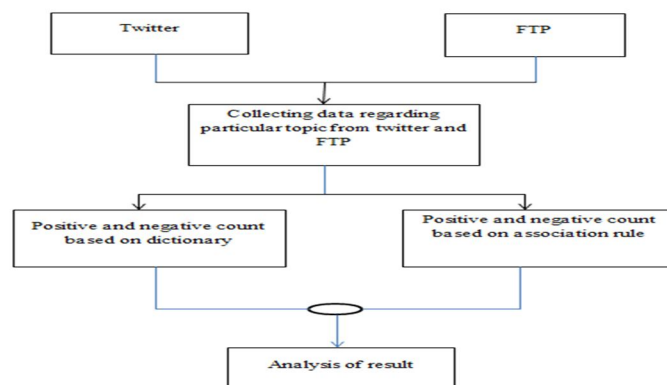 Twitter
FTP
Collecting data regarding
particular topic from twitter and
FTP
Positive and negative count
based on dictionary
Positive and negative count
based on association rule
Analysis of result